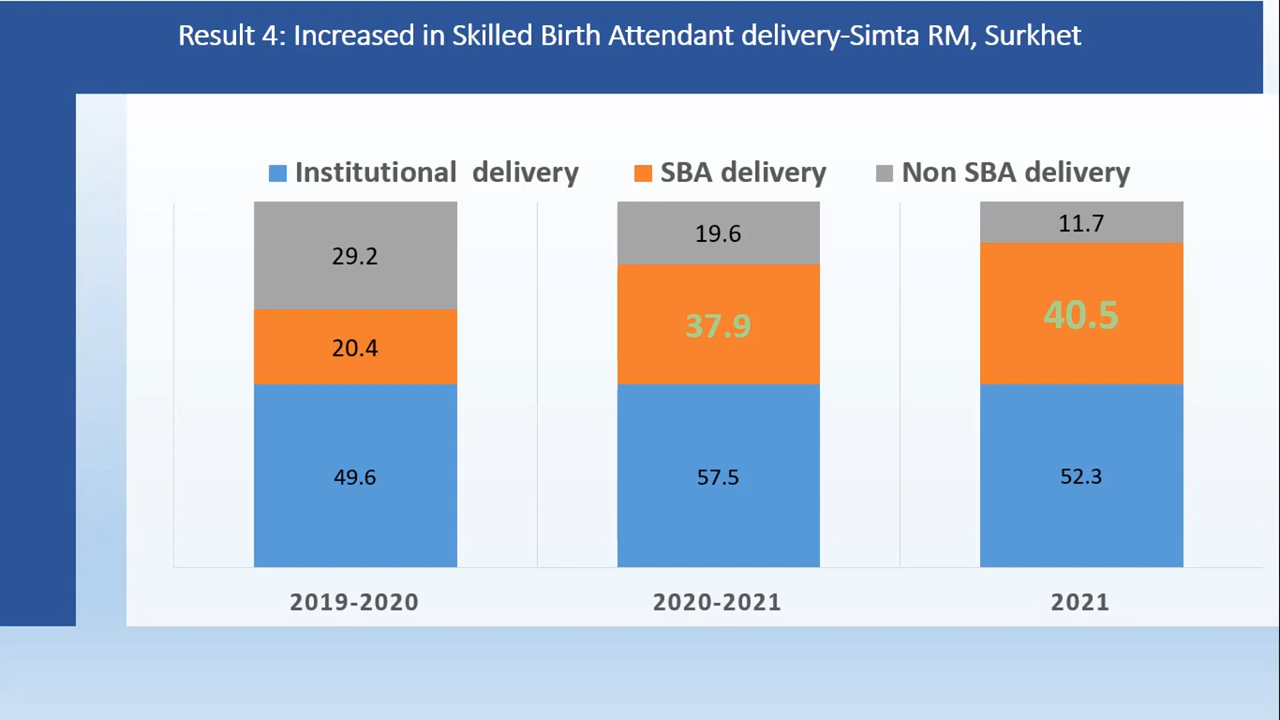 Result 4: Increased in Skilled Birth Attendant delivery-Simta RM, Surkhet
Institutional delivery SBA delivery Non SBA delivery
29.2 19.6 11.7
20.4 37.9 40.5
49.6 57.5 52.3
2019-2020 2020-2021 2021